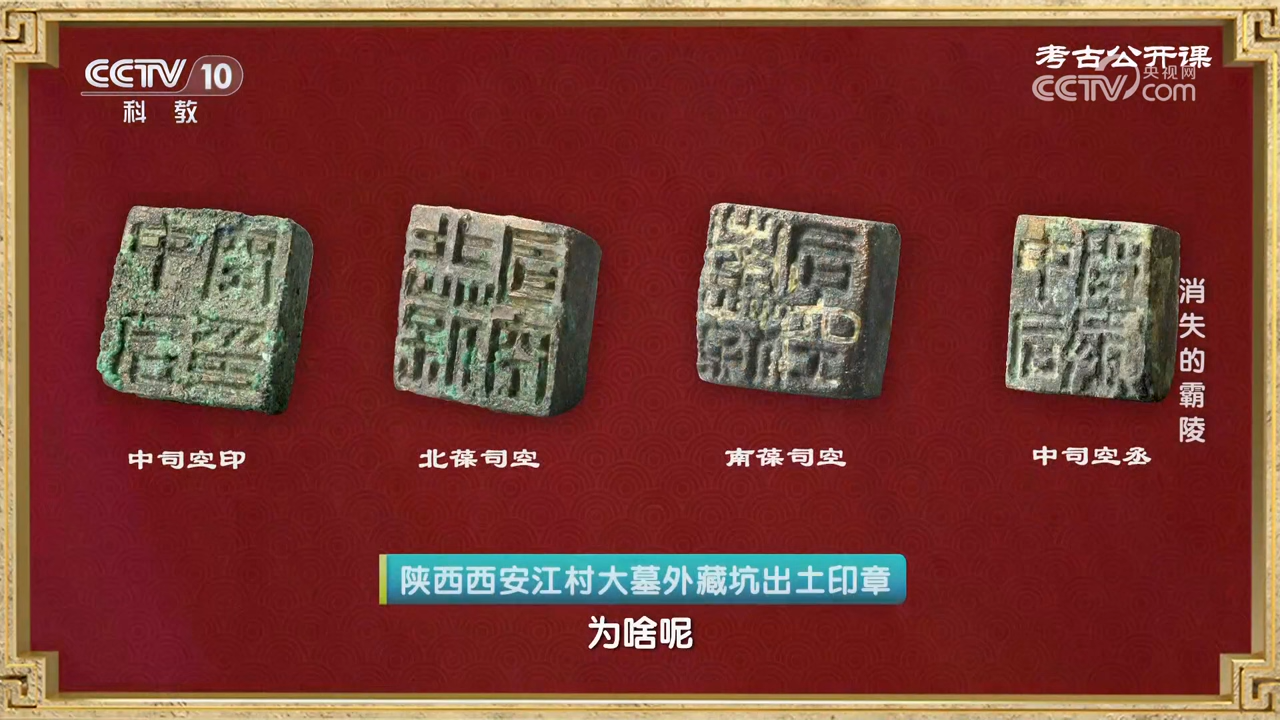 CCTV 10
科教
考古公开课
央视网
CCTV.com
消失的霸陵
中司空印
北葆司空
南葆司空
中司空丞
陕西西安江村大墓外藏坑出土印章
为啥呢